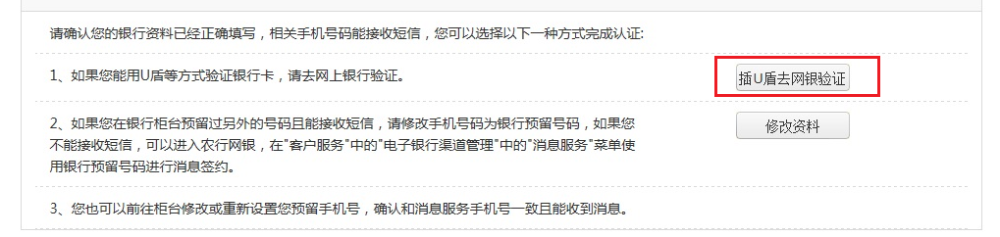 请确认您的银行资料已经正确填写，相关手机号码能接收短信，您可以选择以下一种方式完成认证:
1、如果您能用U盾等方式验证银行卡，请去网上银行验证。
插U盾去网银验证
2、如果您在银行柜台预留过另外的号码且能接收短信，请修改手机号码为银行预留号码，如果您
不能接收短信，可以进入农行网银，在"客户服务"中的"电子银行渠道管理"中的"消息服务"菜单使
用银行预留号码进行消息签约。
修改资料
3、您也可以前往柜台修改或重新设置您预留手机号，确认和消息服务手机号一致且能收到消息。